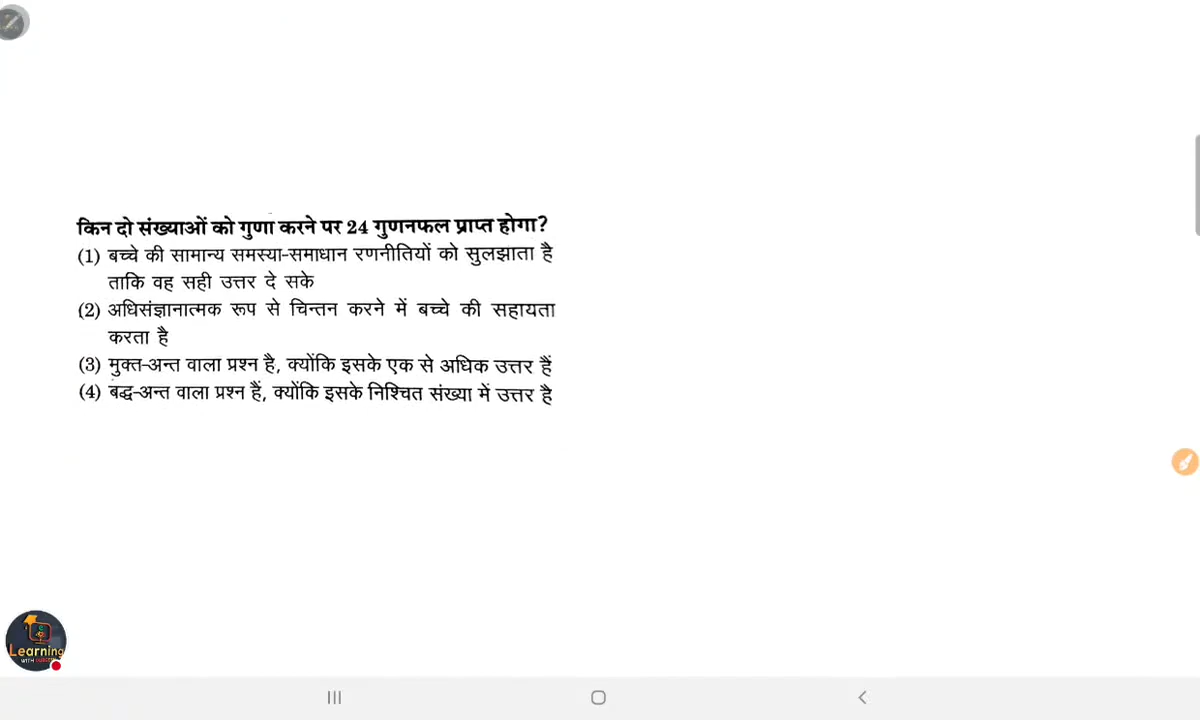 किन दो संख्याओं को गुणा करने पर 24 गुणनफल प्राप्त होगा?
(1) बच्चे की सामान्य समस्या-समाधान रणनीतियों को सुलझाता है
ताकि वह सही उत्तर दे सके
(2) अधिसंज्ञानात्मक रूप से चिन्तन करने में बच्चे की सहायता
करता है
(3) मुक्त-अन्त वाला प्रश्न है, क्योंकि इसके एक से अधिक उत्तर हैं
(4) बद्ध-अन्त वाला प्रश्न हैं, क्योंकि इसके निश्चित संख्या में उत्तर है
Learning
WITH